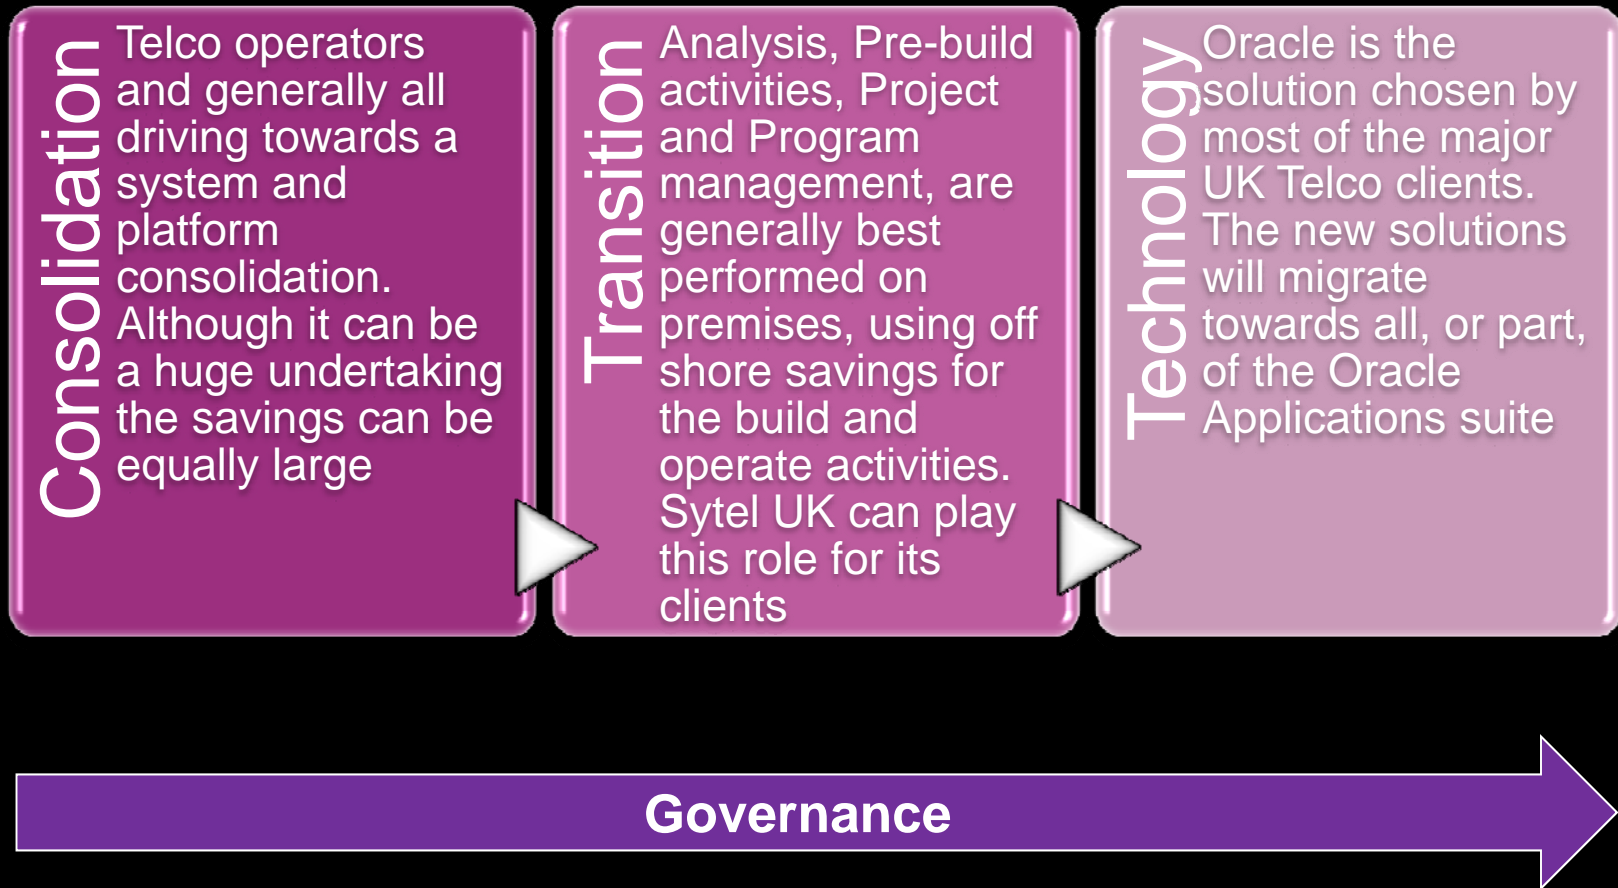 Consolidation
Telco operators
and generally all
driving towards a
system and
platform
consolidation.
Although it can be
a huge undertaking
the savings can be
equally large
Transition
Analysis, Pre-build
activities, Project
and Program
management, are
generally best
performed on
premises, using off
shore savings for
the build and
operate activities.
Sytel UK can play
this role for its
clients
Technology
Oracle is the
solution chosen by
most of the major
UK Telco clients.
The new solutions
will migrate
towards all, or part,
of the Oracle
Applications suite
Governance